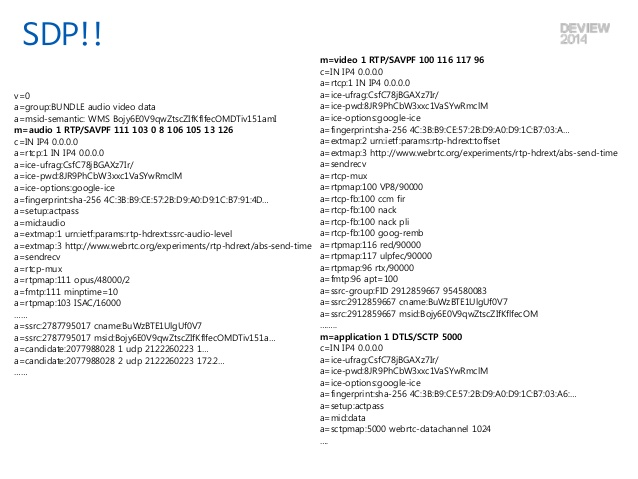 SDP!!
DEVIEW
2014
v=0
a=group:BUNDLE audio video data
a=msid-semantic: WMS Bojy6E0V9qwZtscZIfKfIfecOMDTiv151amI
m=audio 1 RTP/SAVPF 111 103 0 8 106 105 13 126
c=IN IP4 0.0.0.0
a=rtcp:1 IN IP4 0.0.0.0
a=ice-ufrag:CsfC78jBGAXz7Ir/
a=ice-pwd:8JR9PhCbW3xxc1VaSYwRmclM
a=ice-options:google-ice
a=fingerprint:sha-256 4C:3B:B9:CE:57:2B:D9:A0:D9:1C:B7:91:4D...
a=setup:actpass
a=mid:audio
a=extmap:1 urn:ietf:params:rtp-hdrext:ssrc-audio-level
a=extmap:3 http://www.webrtc.org/experiments/rtp-hdrext/abs-send-time
a=sendrecv
a=rtcp-mux
a=rtpmap:111 opus/48000/2
a=fmtp:111 minptime=10
a=rtpmap:103 ISAC/16000
......
a=ssrc:2787795017 cname:BuWzBTE1UlgUf0V7
a=ssrc:2787795017 msid:Bojy6E0V9qwZtscZIfKfIfecOMDTiv151a...
a=candidate:2077988028 1 udp 2122260223 1...
a=candidate:2077988028 2 udp 2122260223 172.2...
......
m=video 1 RTP/SAVPF 100 116 117 96
c=IN IP4 0.0.0.0
a=rtcp:1 IN IP4 0.0.0.0
a=ice-ufrag:CsfC78jBGAXz7Ir/
a=ice-pwd:8JR9PhCbW3xxc1VaSYwRmclM
a=ice-options:google-ice
a=fingerprint:sha-256 4C:3B:B9:CE:57:2B:D9:A0:D9:1C:B7:03:A...
a=extmap:2 urn:ietf:params:rtp-hdrext:toffset
a=extmap:3 http://www.webrtc.org/experiments/rtp-hdrext/abs-send-time
a=sendrecv
a=rtcp-mux
a=rtpmap:100 VP8/90000
a=rtcp-fb:100 ccm fir
a=rtcp-fb:100 nack
a=rtcp-fb:100 nack pli
a=rtcp-fb:100 goog-remb
a=rtpmap:116 red/90000
a=rtpmap:117 ulpfec/90000
a=rtpmap:96 rtx/90000
a=fmtp:96 apt=100
a=ssrc-group:FID 2912859667 954580083
a=ssrc:2912859667 cname:BuWzBTE1UlgUf0V7
a=ssrc:2912859667 msid:Bojy6E0V9qwZtscZIfKfIfecOM
........
m=application 1 DTLS/SCTP 5000
c=IN IP4 0.0.0.0
a=ice-ufrag:CsfC78jBGAXz7Ir/
a=ice-pwd:8JR9PhCbW3xxc1VaSYwRmclM
a=ice-options:google-ice
a=fingerprint:sha-256 4C:3B:B9:CE:57:2B:D9:A0:D9:1C:B7:03:A6:...
a=setup:actpass
a=mid:data
a=sctpmap:5000 webrtc-datachannel 1024
....